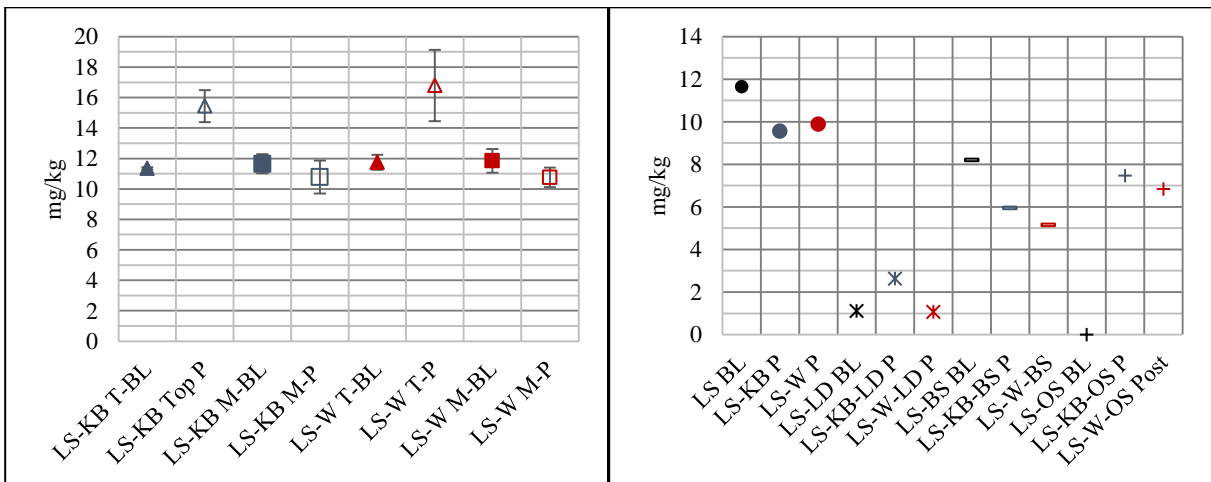 mg/kg
20
18
16
14
12
10
8
6
4
2
0
LS-KB T-BL
LS-KB Top P
LS-KB M-BL
LS-KB M-P
LS-W T-BL
LS-W T-P
LS-W M-BL
LS-W M-P
mg/kg
14
12
10
8
6
4
2
0
LS BL
LS-KB P
LS-W P
LS-LD BL
LS-KB-LD P
LS-W-LD P
LS-BS BL
LS-KB-BS P
LS-W-BS
LS-OS BL
LS-KB-OS P
LS-W-OS Post